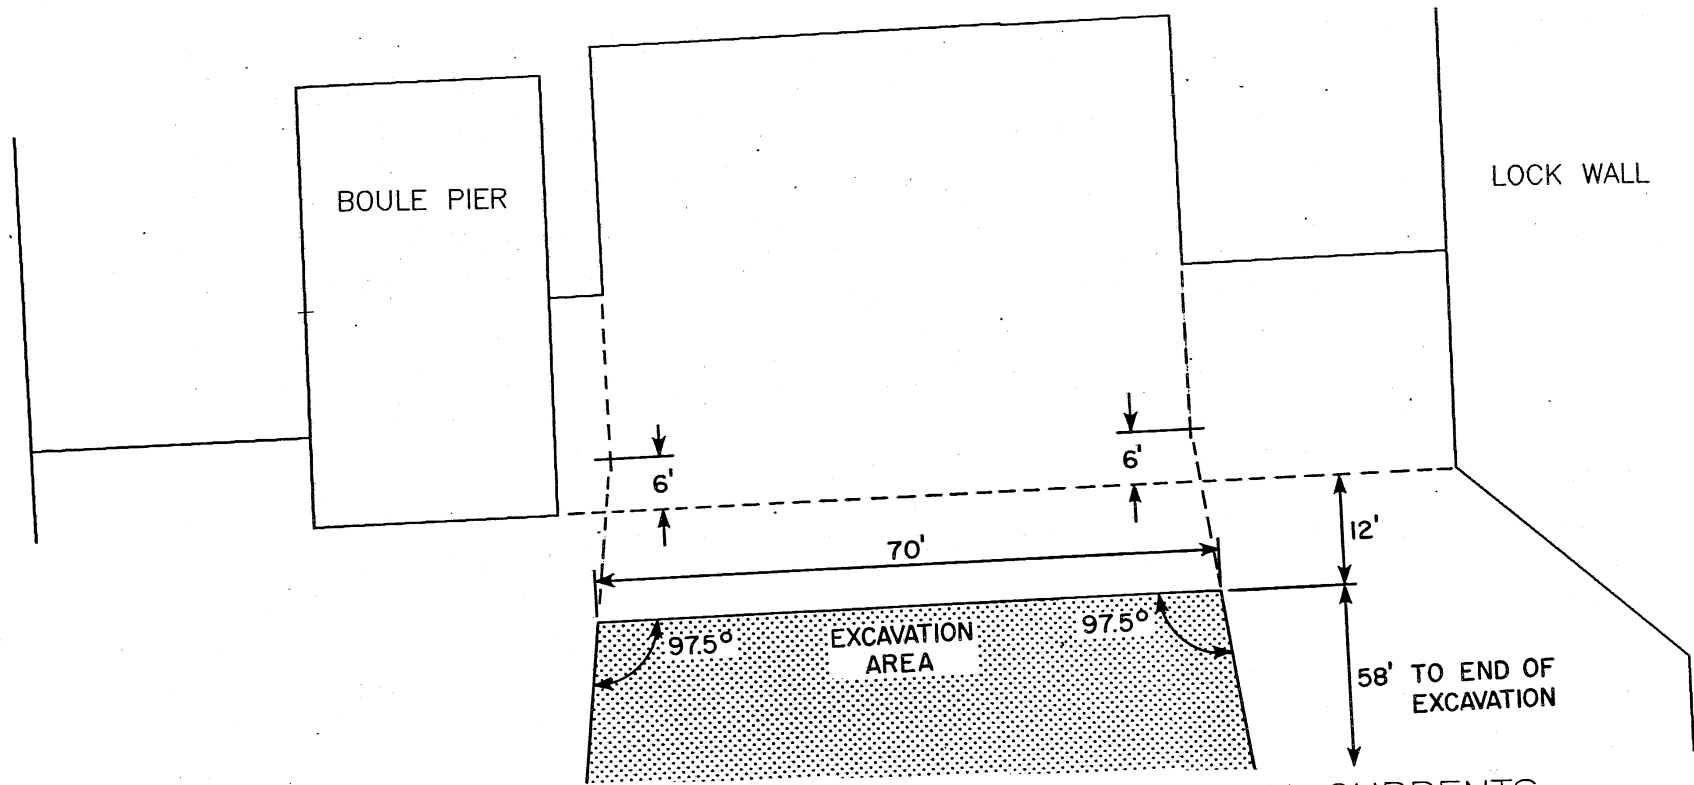 BOULE PIER
LOCK WALL
6'
6'
12'
70'
97.5°
EXCAVATION
AREA
97.5°
58' TO END OF
EXCAVATION